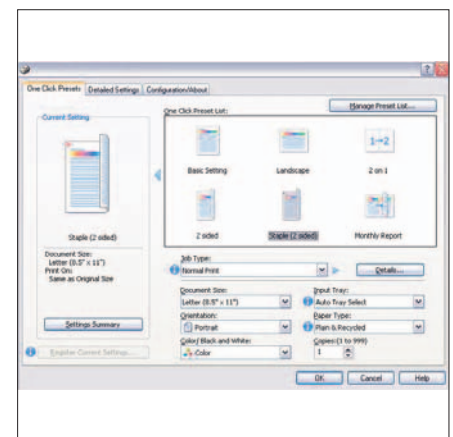 One Click Presets Detailed Settings Configuration/About
Current Setting
One Click Preset List:
Manage Preset List...
Basic Setting
Landscape
2 on 1
2 sided
Staple (2 sided)
Monthly Report
Staple (2 sided)
Document Size:
Letter (8.5" x 11")
Print On:
Same as Original Size
Settings Summary
Register Current Settings...
Job Type:
Normal Print
Details...
Document Size:
Input Tray:
Letter (8.5" x 11")
Auto Tray Select
Orientation:
Paper Type:
Portrait
Plain & Recycled
Color/ Black and White:
Copies:(1 to 999)
Color
1
OK
Cancel
Help